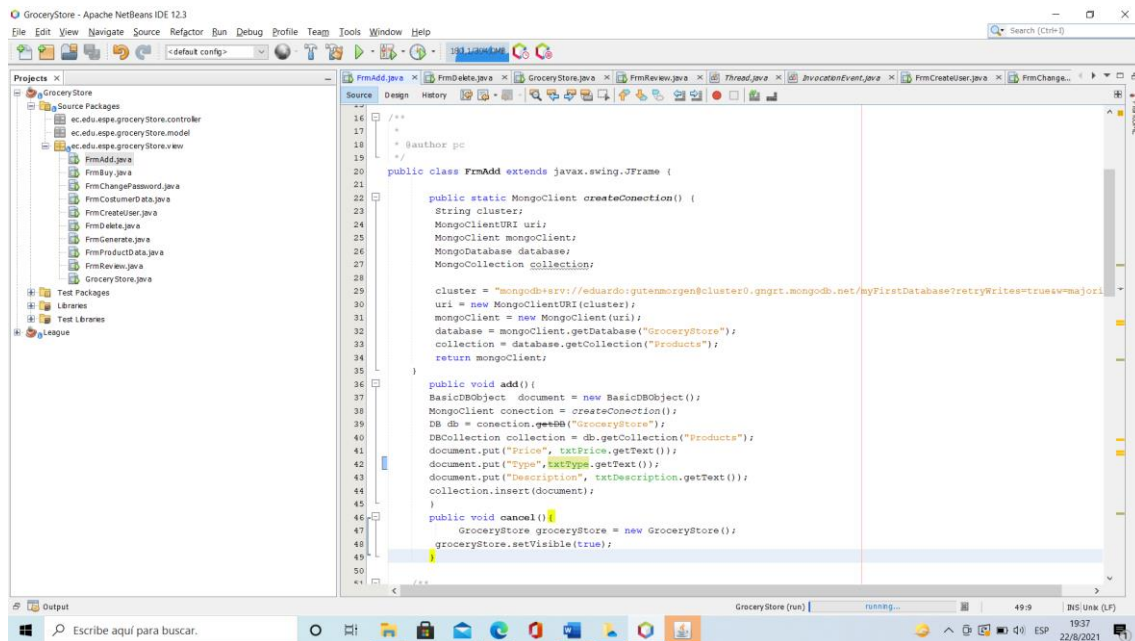 GroceryStore - Apache NetBeans IDE 12.3
File Edit View Navigate Source Refactor Run Debug Profile Team Tools Window Help
Search (Ctrl+I)
<default config>
Projects
GroceryStore
Source Packages
ec.edu.espe.groceryStore.controller
ec.edu.espe.groceryStore.model
ec.edu.espe.groceryStore.view
FrmAdd.java
FrmBuy.java
FrmChangePassword.java
FrmCostumerData.java
FrmCreateUser.java
FrmDelete.java
FrmGenerate.java
FrmProductData.java
FrmReview.java
GroceryStore.java
Test Packages
Libraries
Test Libraries
League
FrmAdd.java FrmDelete.java GroceryStore.java FrmReview.java Thread.java InvocationEvent.java FrmCreateUser.java FrmChange...
Source Design History
16 /**
17 *
18 * @author pc
19 */
20 public class FrmAdd extends javax.swing.JFrame {
21
22 public static MongoClient createConection() {
23 String cluster;
24 MongoClientURI uri;
25 MongoClient mongoClient;
26 MongoDatabase database;
27 MongoCollection collection;
28
29 cluster = "mongodb+srv://eduardo:gutenmorgen@cluster0.gngrt.mongodb.net/myFirstDatabase?retryWrites=true&w=majori
30 uri = new MongoClientURI(cluster);
31 mongoClient = new MongoClient(uri);
32 database = mongoClient.getDatabase("GroceryStore");
33 collection = database.getCollection("Products");
34 return mongoClient;
35 }
36 public void add(){
37 BasicDBObject document = new BasicDBObject();
38 MongoClient conection = createConection();
39 DB db = conection.getDB("GroceryStore");
40 DBCollection collection = db.getCollection("Products");
41 document.put("Price", txtPrice.getText());
42 document.put("Type",txtType.getText());
43 document.put("Description", txtDescription.getText());
44 collection.insert(document);
45 }
46 public void cancel(){
47 GroceryStore groceryStore = new GroceryStore();
48 groceryStore.setVisible(true);
49 }
50
51 /**
Output
GroceryStore (run) running... 49:9 INS Unix (LF)
Escribe aquí para buscar.
ESP
19:37
22/8/2021